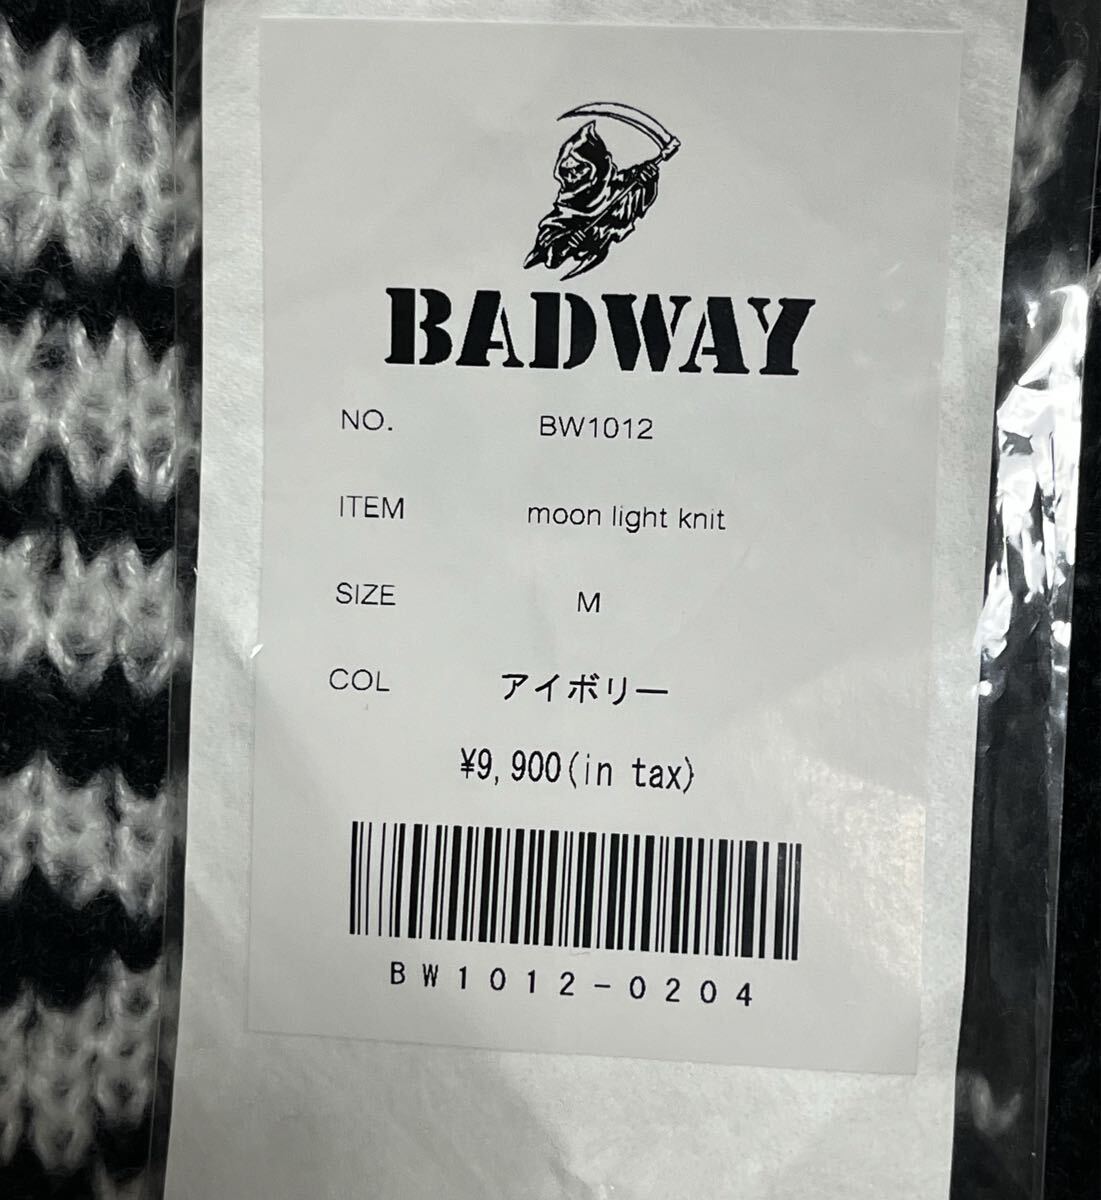 BADWAY
NO. BW1012
ITEM moon light knit
SIZE M
COL アイボリー
¥9,900(in tax)
BW1012-0204